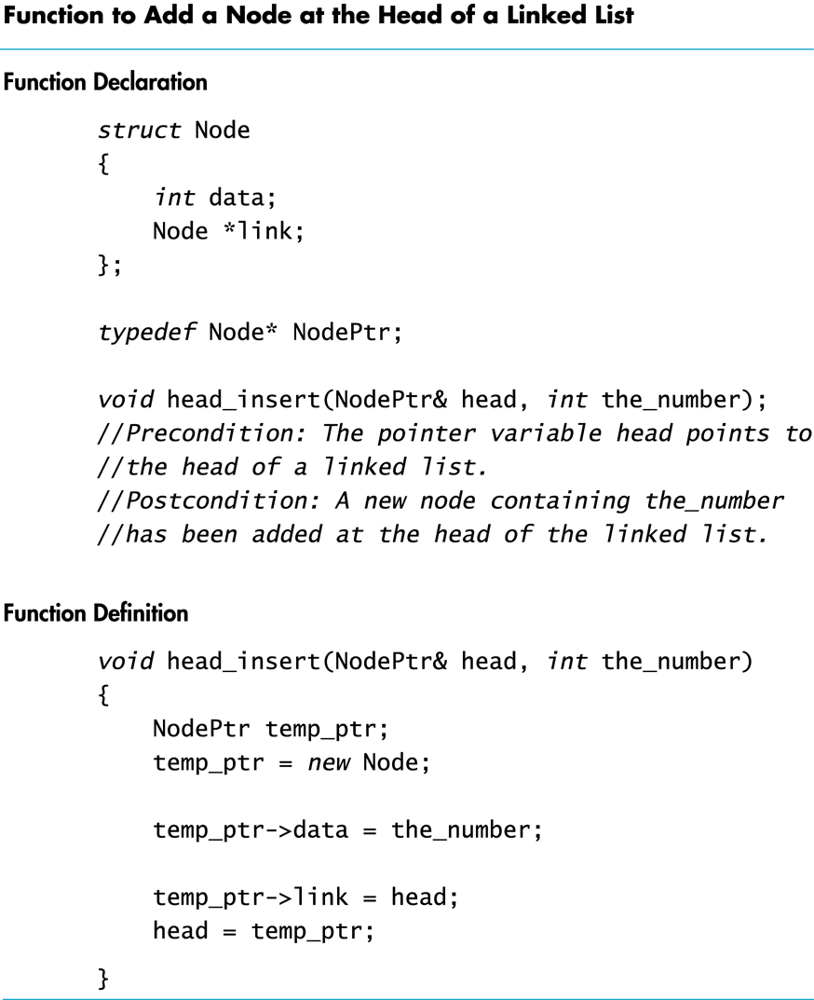 Function to Add a Node at the Head of a Linked List
Function Declaration
struct Node
{
    int data;
    Node *link;
};
typedef Node* NodePtr;
void head_insert(NodePtr& head, int the_number);
//Precondition: The pointer variable head points to
//the head of a linked list.
//Postcondition: A new node containing the_number
//has been added at the head of the linked list.
Function Definition
void head_insert(NodePtr& head, int the_number)
{
    NodePtr temp_ptr;
    temp_ptr = new Node;
    temp_ptr->data = the_number;
    temp_ptr->link = head;
    head = temp_ptr;
}